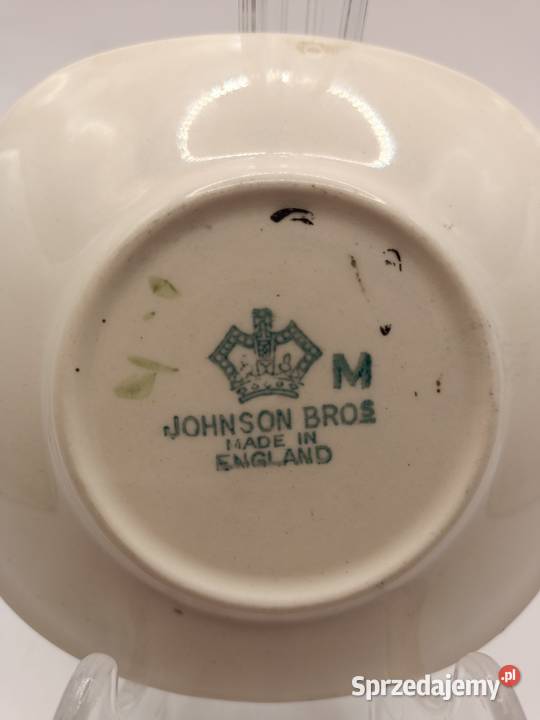 M
JOHNSON BROS
MADE IN
ENGLAND
Sprzedajemy.pl